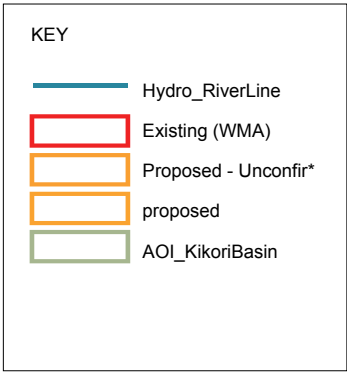 KEY
Hydro_RiverLine
Existing (WMA)
Proposed - Unconfir*
proposed
AOI_KikoriBasin